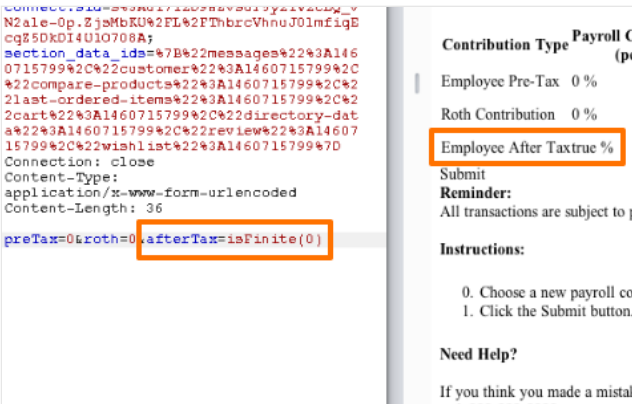 N2ale-0p.ZjsMbKU%2FL%2FThbrcVhnuJ01mfiqE
cqZ5DkDI4U1O708A;
section_data_ids=%7B%22messages%22%3A146
0715799%2C%22customer%22%3A1460715799%2C
%22compare-products%22%3A1460715799%2C%2
2last-ordered-items%22%3A1460715799%2C%2
2cart%22%3A1460715799%2C%22directory-dat
a%22%3A1460715799%2C%22review%22%3A14607
15799%2C%22wishlist%22%3A1460715799%7D
Connection: close
Content-Type:
application/x-www-form-urlencoded
Content-Length: 36
preTax=0&roth=0&afterTax=isFinite(0)
Contribution Type Payroll
Employee Pre-Tax 0 %
Roth Contribution 0 %
Employee After Taxtrue %
Submit
Reminder:
All transactions are subject to
Instructions:
0. Choose a new payroll co
1. Click the Submit button.
Need Help?
If you think you made a mistak